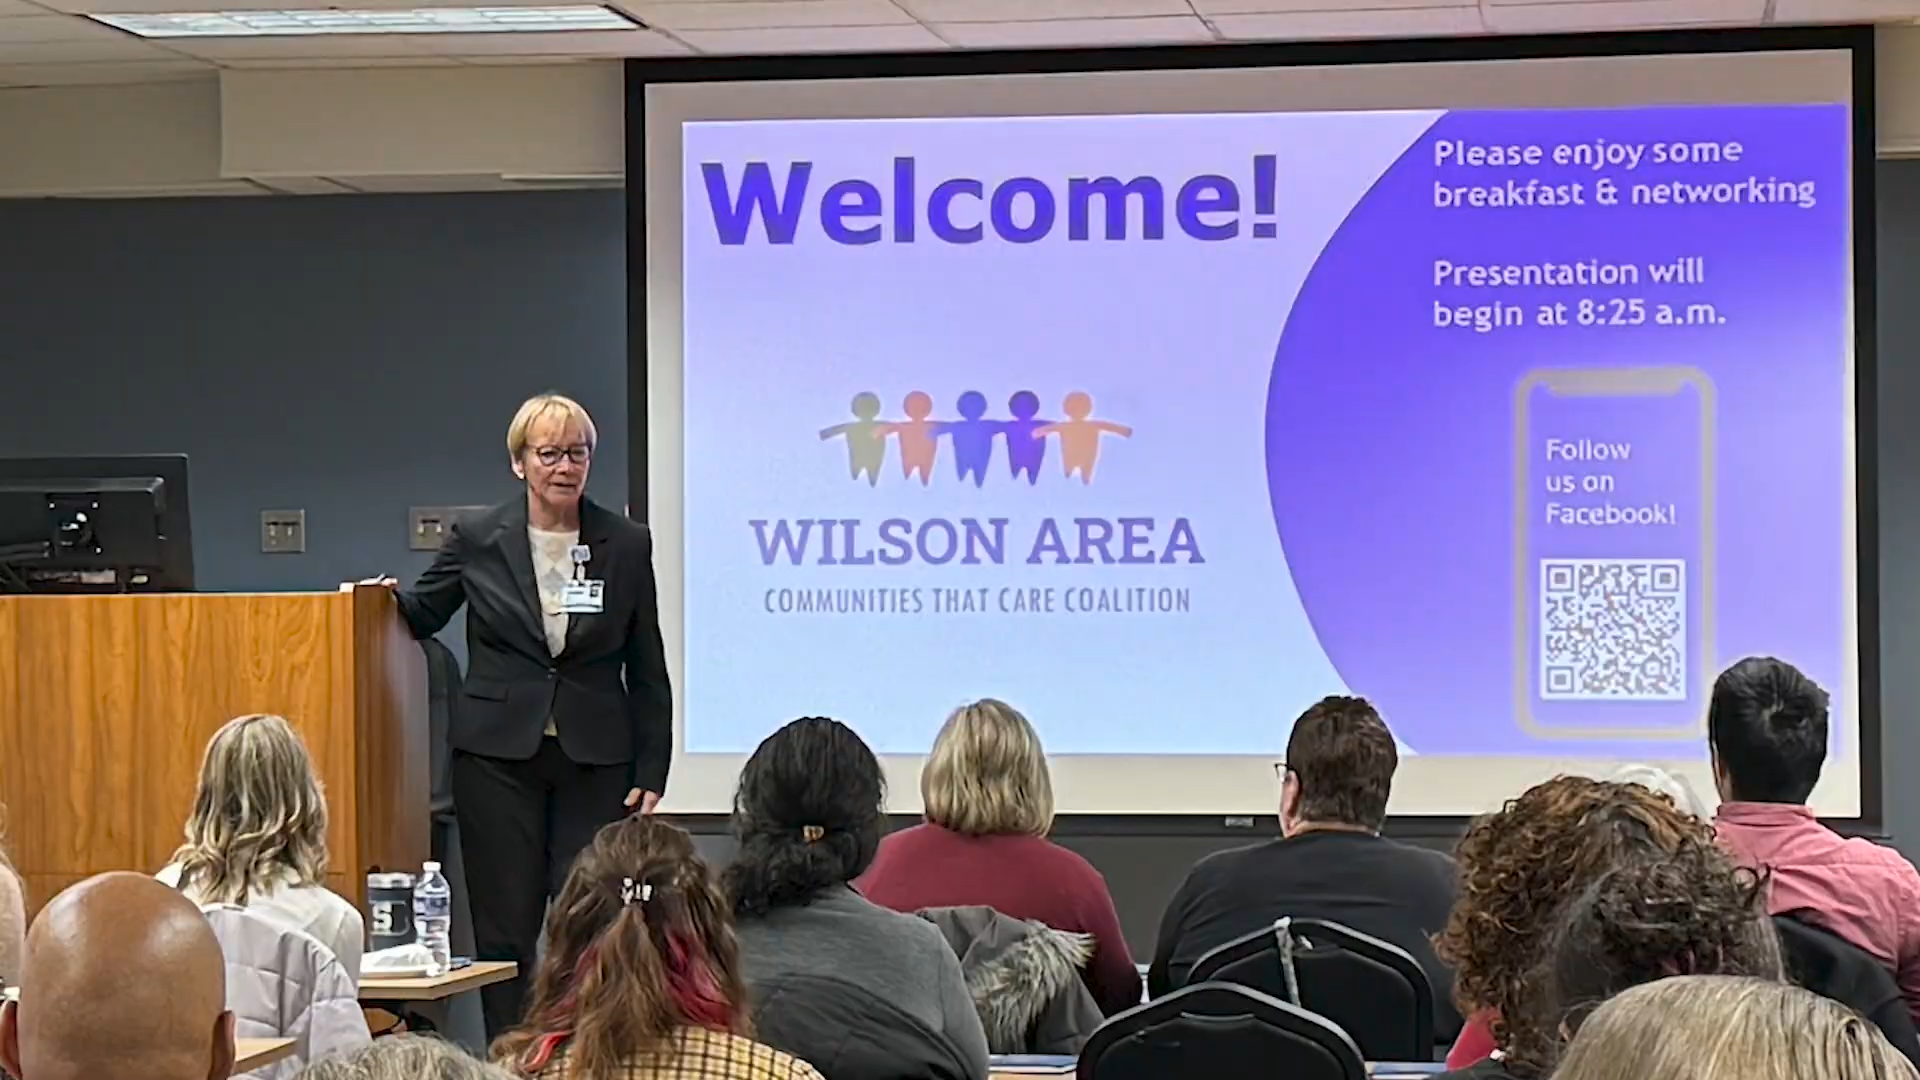 Welcome!
Please enjoy some
breakfast & networking
Presentation will
begin at 8:25 a.m.
WILSON AREA
COMMUNITIES THAT CARE COALITION
Follow
us on
Facebook!
S